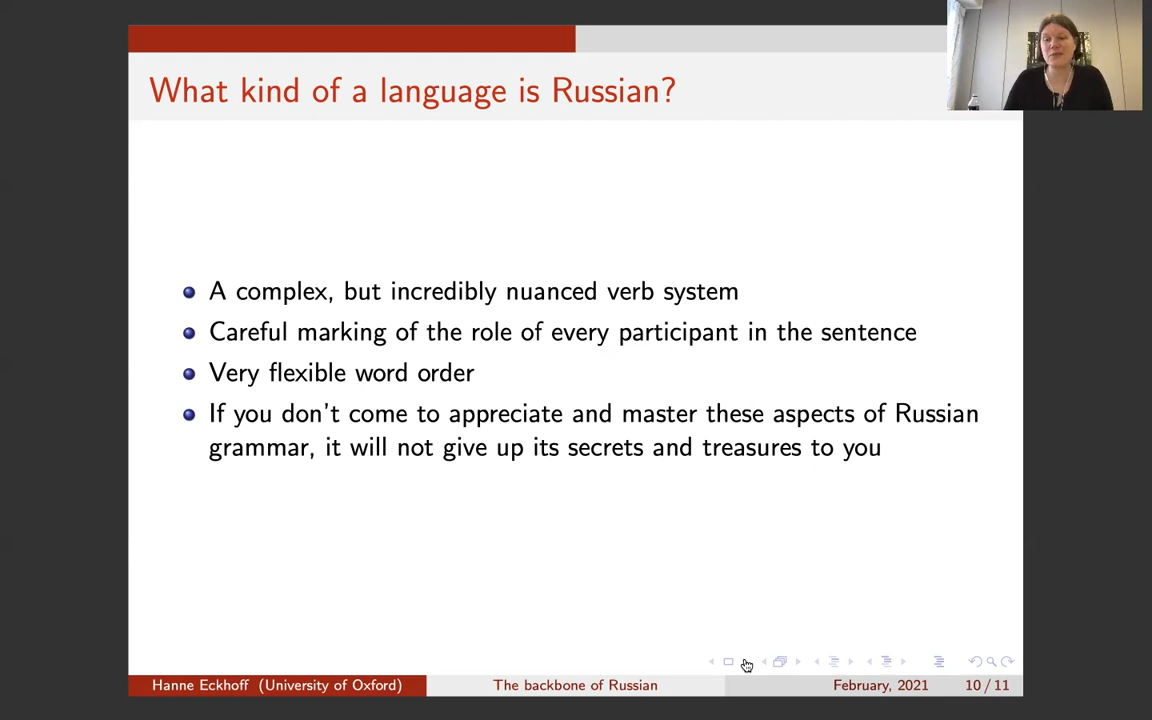 What kind of a language is Russian?
A complex, but incredibly nuanced verb system
Careful marking of the role of every participant in the sentence
Very flexible word order
If you don't come to appreciate and master these aspects of Russian
grammar, it will not give up its secrets and treasures to you
Hanne Eckhoff (University of Oxford) The backbone of Russian February, 2021 10 / 11